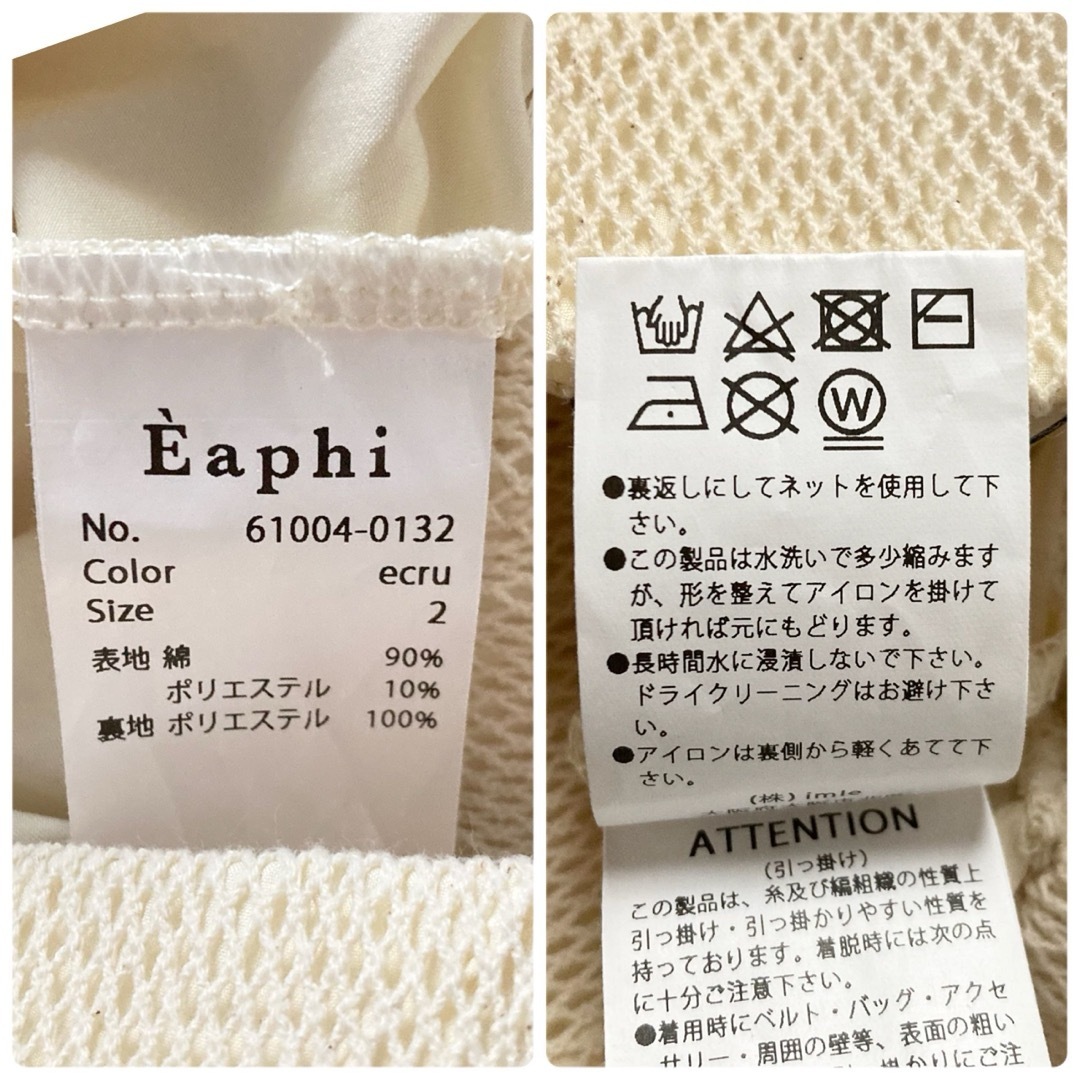 Èaphi
No. 61004-0132
Color ecru
Size 2
表地 綿 90%
ポリエステル 10%
裏地 ポリエステル 100%
W
●裏返しにしてネットを使用して下
さい。
●この製品は水洗いで多少縮みます
が、形を整えてアイロンを掛けて
頂ければ元にもどります。
●長時間水に浸漬しないで下さい。
ドライクリーニングはお避け下さ
い。
●アイロンは裏側から軽くあてて下
さい。
(株)imle
ATTENTION
(引っ掛け)
この製品は、糸及び編組織の性質上
引っ掛け・引っ掛かりやすい性質を
持っております。着脱時には次の点
に十分ご注意下さい。
●着用時にベルト・バッグ・アクセ
サリー・周囲の壁等、表面の粗い
掛かりにご注